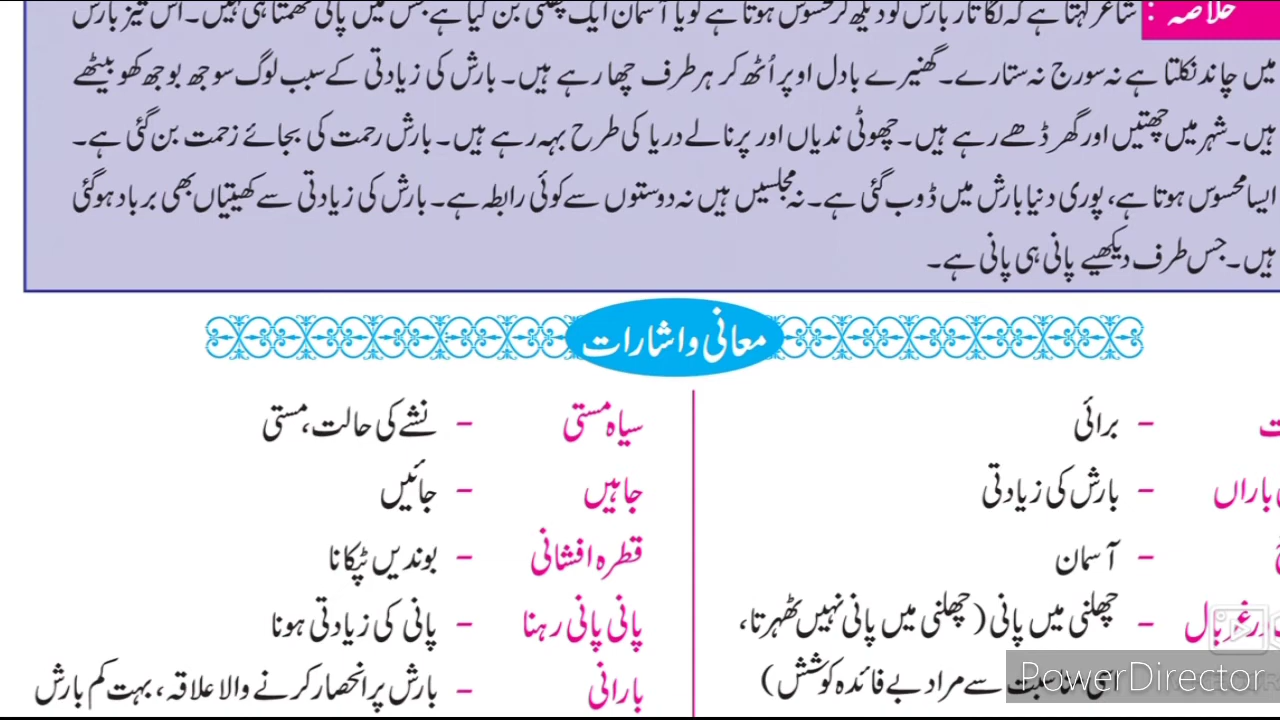 خلاصہ : شاعر کہتا ہے کہ لگاتار بارش کو دیکھ کر محسوس ہوتا ہے گویا آسمان ایک چھلنی بن گیا ہے جس میں پانی تھمتا ہی نہیں۔ اس تیز بارش
میں چاند نکلتا ہے نہ سورج نہ ستارے۔ گھنیرے بادل اوپر اُٹھ کر ہر طرف چھا رہے ہیں۔ بارش کی زیادتی کے سبب لوگ سوجھ بوجھ کھو بیٹھے
ہیں۔ شہر میں چھتیں اور گھر ڈھے رہے ہیں۔ چھوٹی ندیاں اور پرنالے دریا کی طرح بہہ رہے ہیں۔ بارش رحمت کی بجائے زحمت بن گئی ہے۔
ایسا محسوس ہوتا ہے، پوری دنیا بارش میں ڈوب گئی ہے۔ نہ مجلسیں ہیں نہ دوستوں سے کوئی رابطہ ہے۔ بارش کی زیادتی سے کھیتیاں بھی برباد ہوگئی
ہیں۔ جس طرف دیکھیے پانی ہی پانی ہے۔
معانی و اشارات
- برائی
باراں - بارش کی زیادتی
- آسمان
غربال - چھلنی میں پانی (چھلنی میں پانی نہیں ٹھہرتا،
سے مراد بے فائدہ کوشش)
سیاہ مستی - نشے کی حالت، مستی
جاہیں - جائیں
قطرہ افشانی - بوندیں ٹپکانا
پانی پانی رہنا - پانی کی زیادتی ہونا
بارانی - بارش پر انحصار کرنے والا علاقہ، بہت کم بارش
PowerDirector